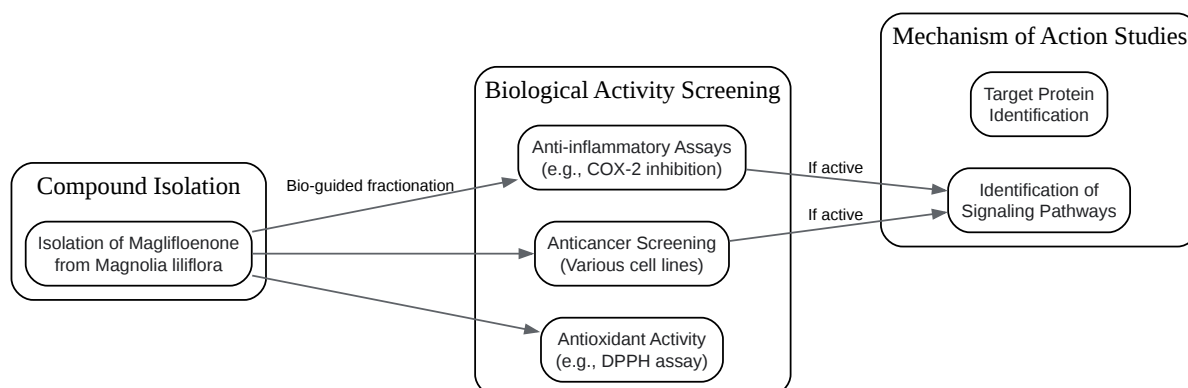 Compound Isolation
Isolation of Maglifloenone
from Magnolia liliflora
Bio-guided fractionation
Biological Activity Screening
Anti-inflammatory Assays
(e.g., COX-2 inhibition)
Anticancer Screening
(Various cell lines)
Antioxidant Activity
(e.g., DPPH assay)
If active
If active
Mechanism of Action Studies
Target Protein
Identification
Identification of
Signaling Pathways